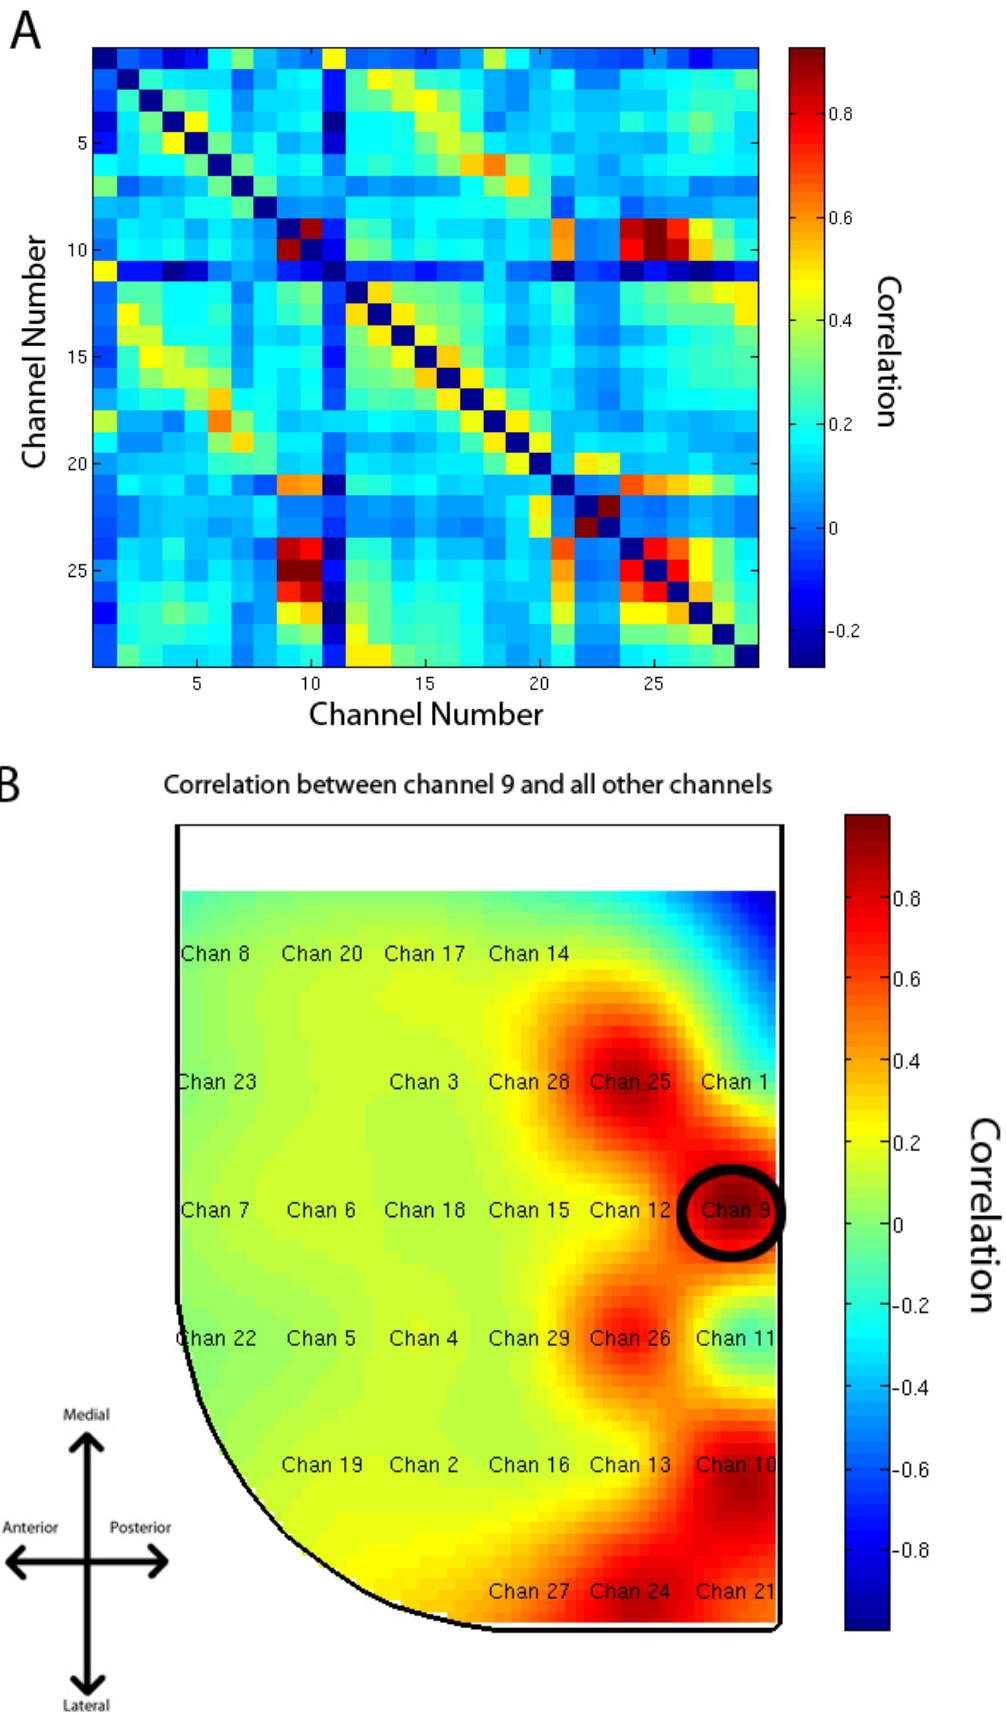 A
Channel Number
5
10
15
20
25
5
10
15
20
25
Channel Number
0.8
0.6
0.4
0.2
0
-0.2
Correlation
B
Correlation between channel 9 and all other channels
Chan 8 Chan 20 Chan 17 Chan 14
Chan 23 Chan 3 Chan 28 Chan 25 Chan 1
Chan 7 Chan 6 Chan 18 Chan 15 Chan 12 Chan 9
Chan 22 Chan 5 Chan 4 Chan 29 Chan 26 Chan 11
Chan 19 Chan 2 Chan 16 Chan 13 Chan 10
Chan 27 Chan 24 Chan 21
0.8
0.6
0.4
0.2
0
-0.2
-0.4
-0.6
-0.8
Correlation
Medial
Anterior Posterior
Lateral